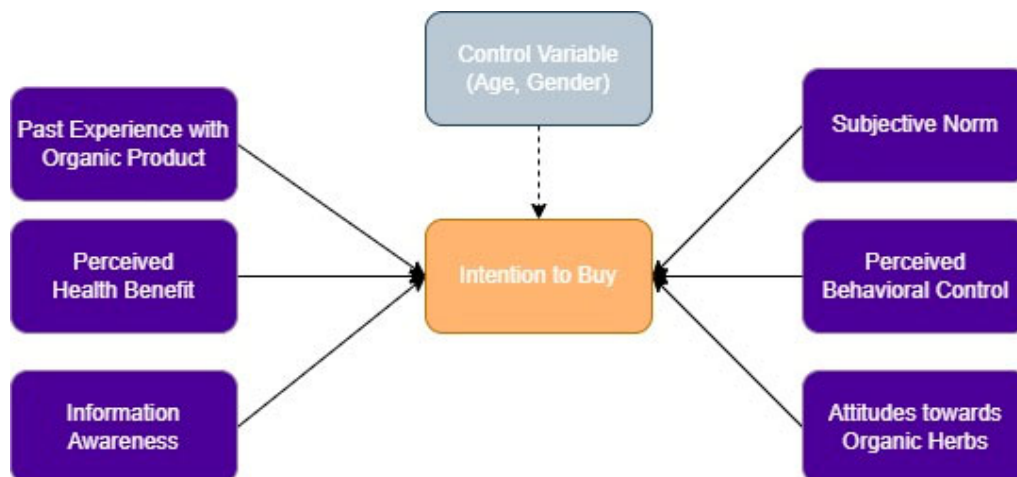 Control Variable
(Age, Gender)
Past Experience with
Organic Product
Subjective Norm
Perceived
Health Benefit
Intention to Buy
Perceived
Behavioral Control
Information
Awareness
Attitudes towards
Organic Herbs